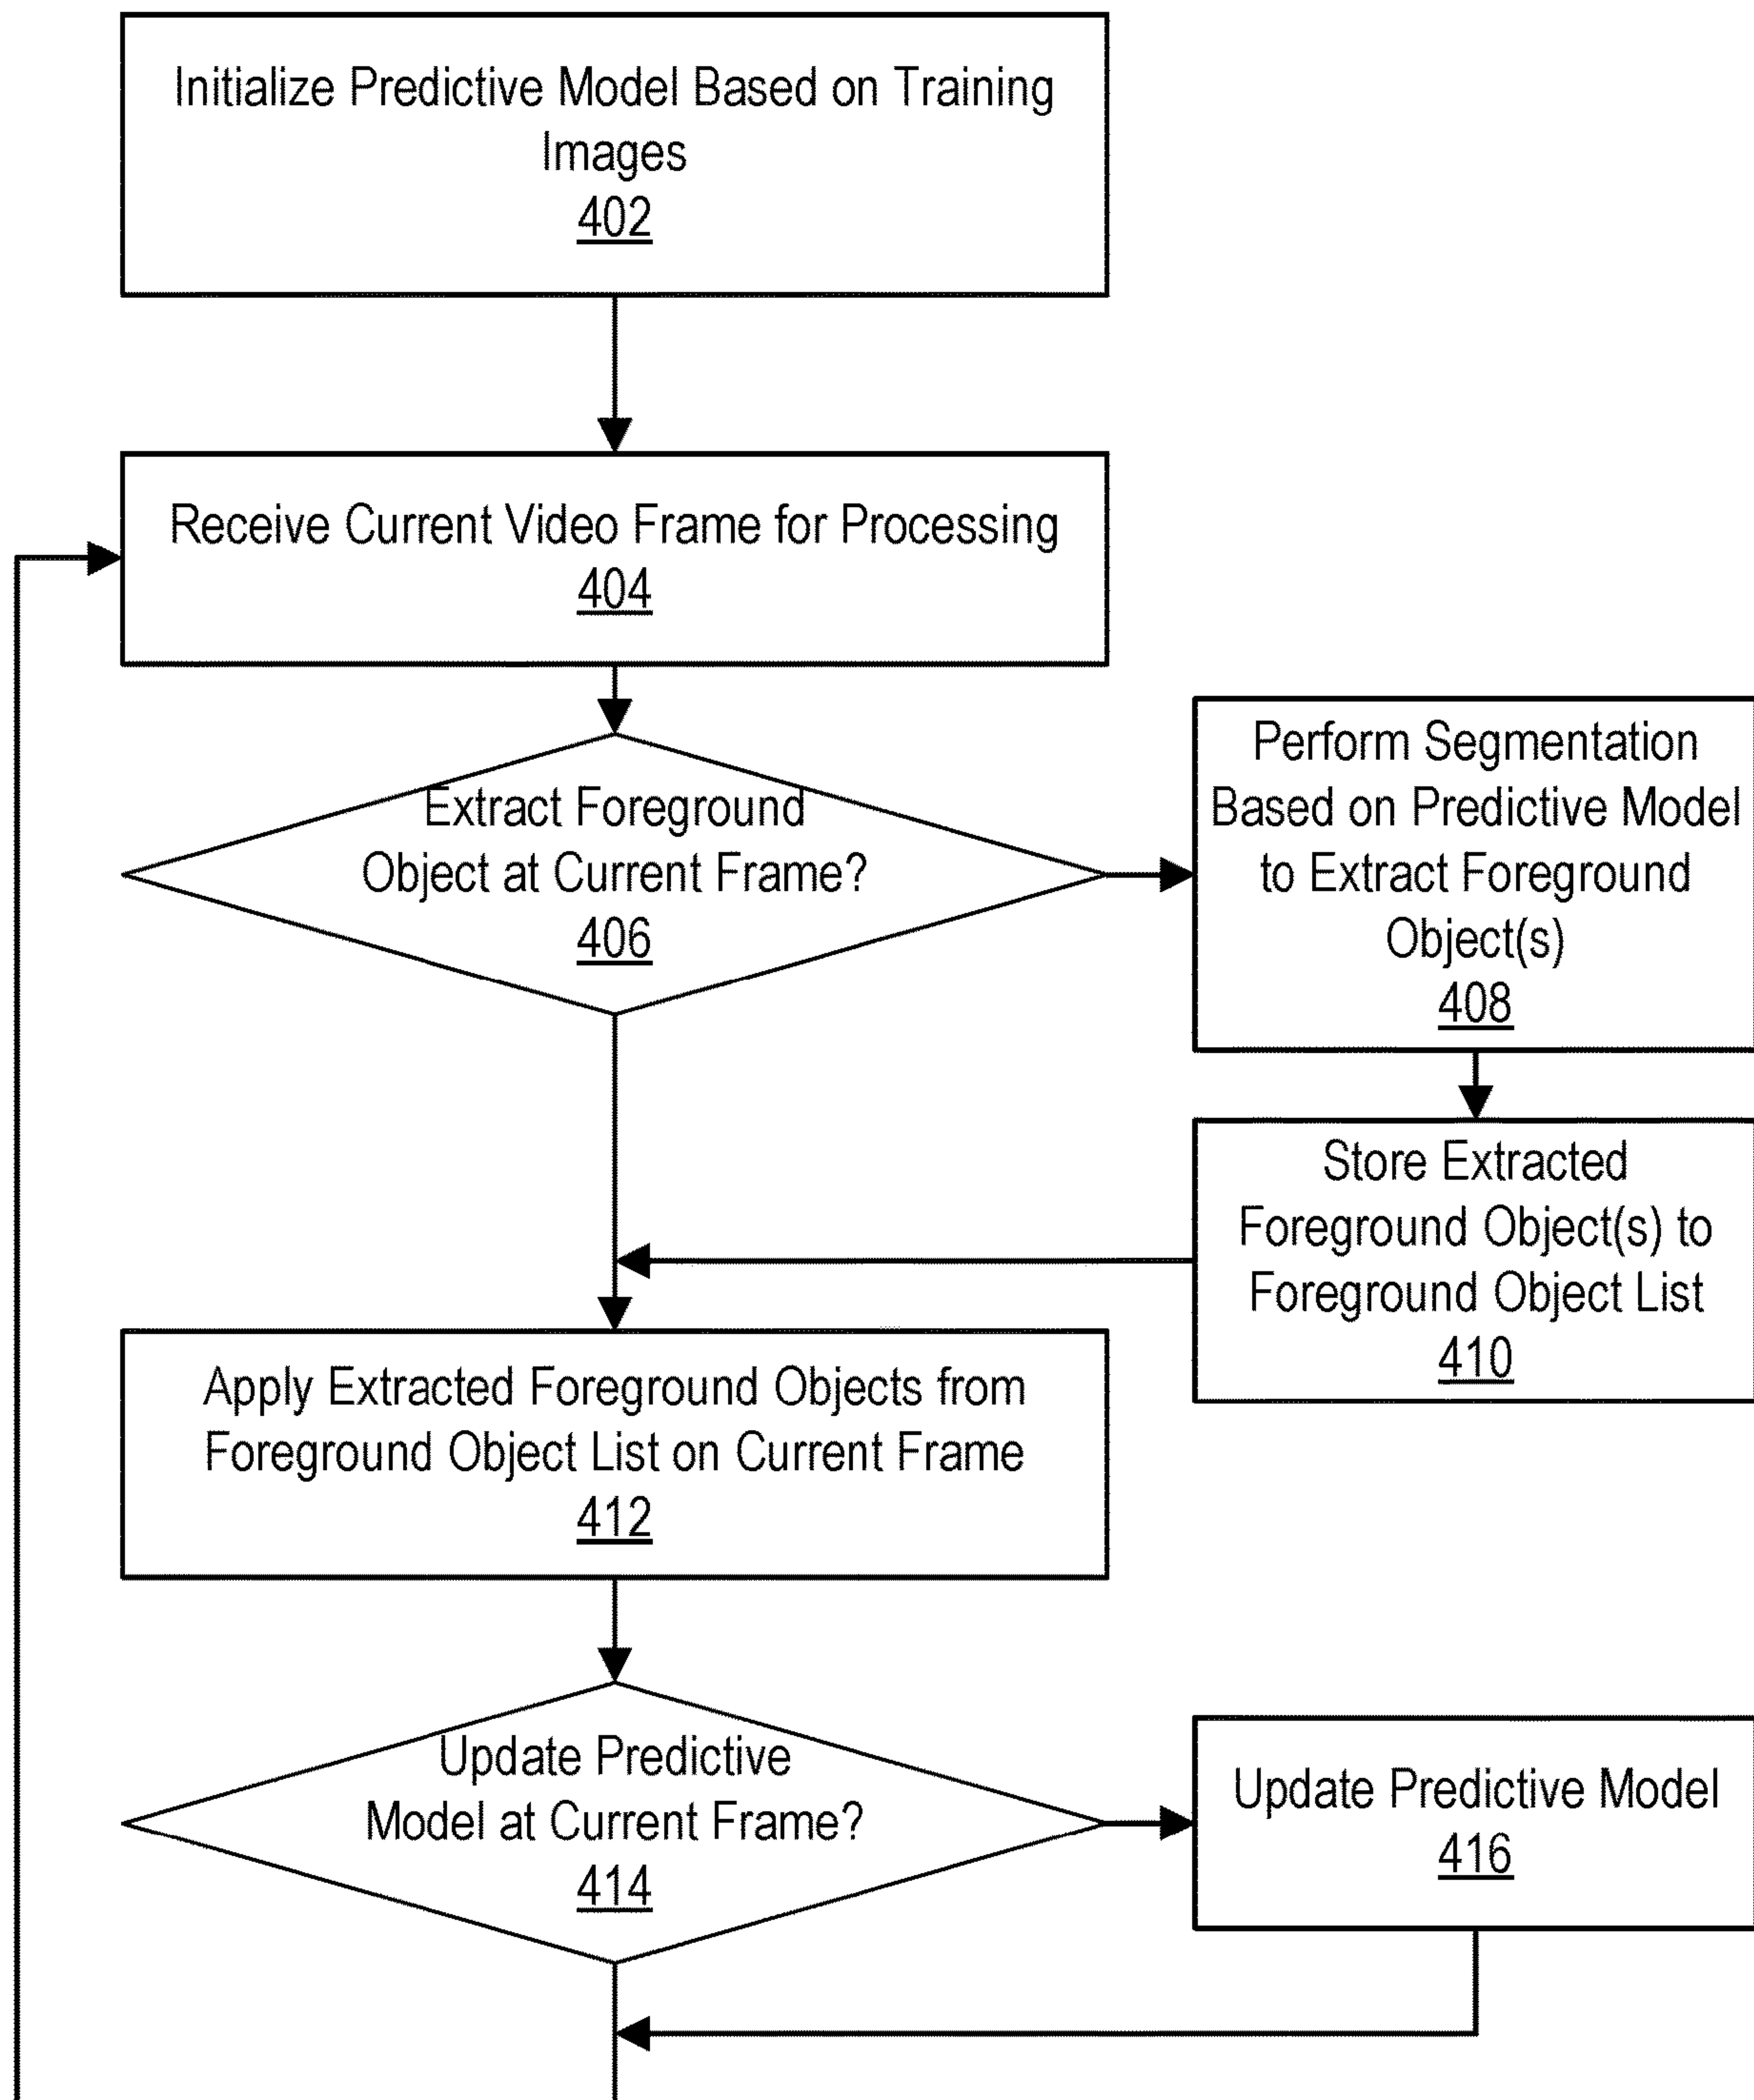 Initialize Predictive Model Based on Training
Images
402
Receive Current Video Frame for Processing
404
Extract Foreground
Object at Current Frame?
406
Perform Segmentation
Based on Predictive Model
to Extract Foreground
Object(s)
408
Store Extracted
Foreground Object(s) to
Foreground Object List
410
Apply Extracted Foreground Objects from
Foreground Object List on Current Frame
412
Update Predictive
Model at Current Frame?
414
Update Predictive Model
416